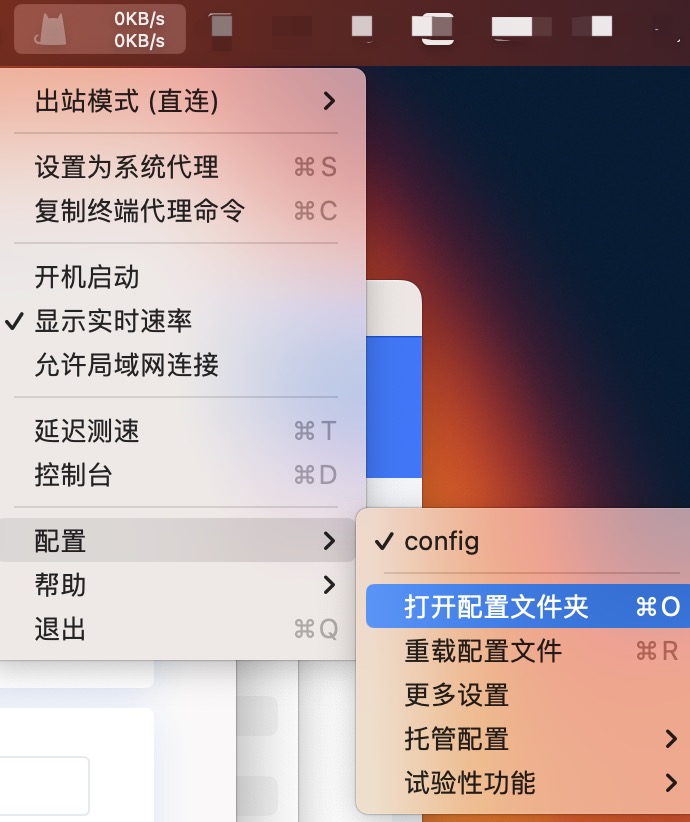 0KB/s
0KB/s
出站模式 (直连)
设置为系统代理 ⌘S
复制终端代理命令 ⌘C
开机启动
✓ 显示实时速率
允许局域网连接
延迟测速 ⌘T
控制台 ⌘D
配置
帮助
退出 ⌘Q
✓ config
打开配置文件夹 ⌘O
重载配置文件 ⌘R
更多设置
托管配置
试验性功能